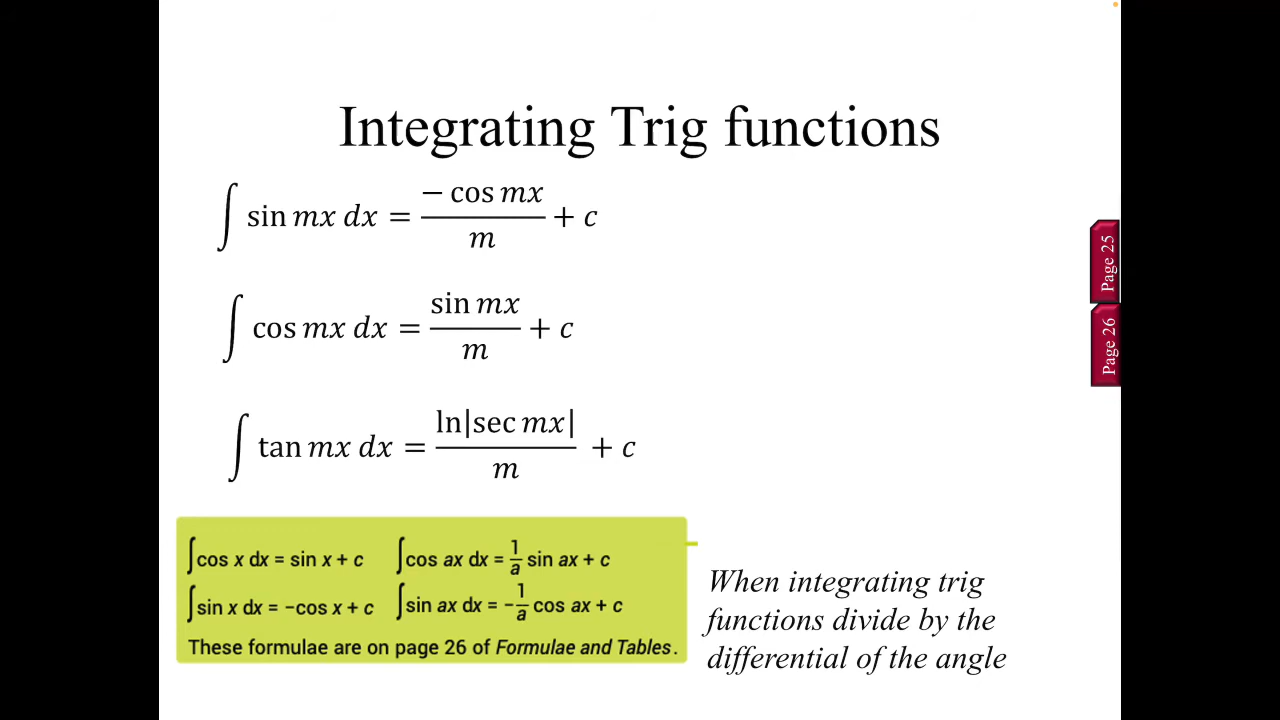 Integrating Trig functions
∫ sin mx dx = (− cos mx)/m + c
∫ cos mx dx = (sin mx)/m + c
∫ tan mx dx = (ln|sec mx|)/m + c
Page 25
Page 26
∫cos x dx = sin x + c ∫cos ax dx = 1/a sin ax + c
∫sin x dx = −cos x + c ∫sin ax dx = −1/a cos ax + c
These formulae are on page 26 of Formulae and Tables.
When integrating trig
functions divide by the
differential of the angle